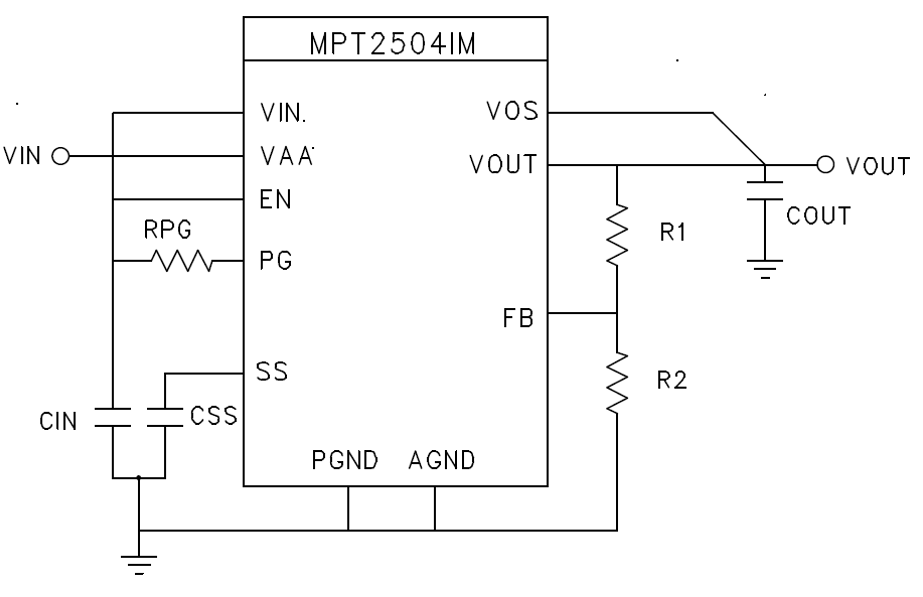 MPT2504IM
VIN.
VOS
VIN
VAA
VOUT
VOUT
EN
COUT
RPG
R1
PG
FB
SS
R2
CIN
CSS
PGND
AGND